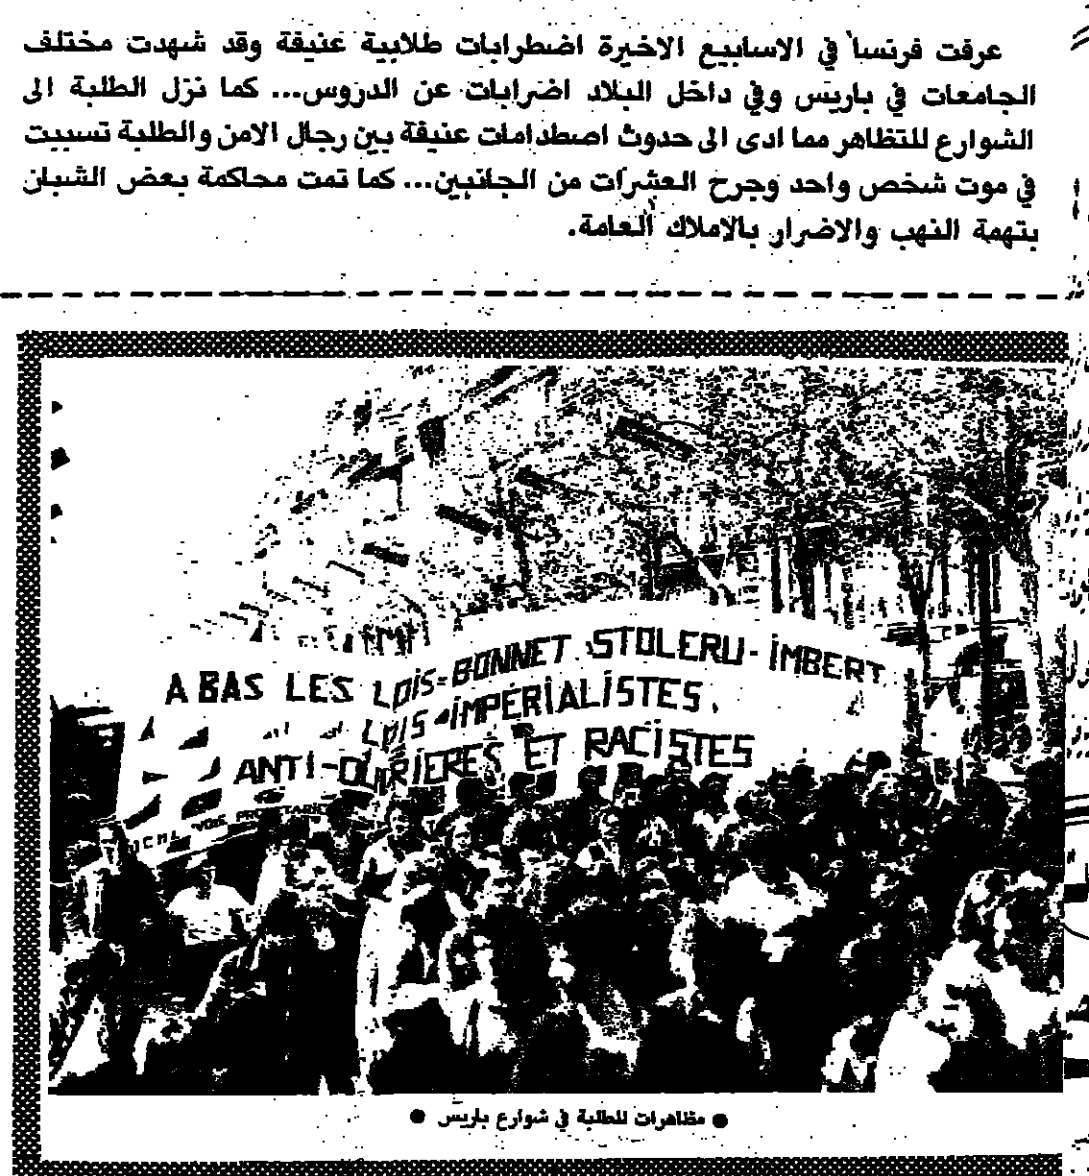 عرفت فرنسا في الاسابيع الاخيرة اضطرابات طلابية عنيفة وقد شهدت مختلف
الجامعات في باريس وفي داخل البلاد اضرابات عن الدروس... كما نزل الطلبة الى
الشوارع للتظاهر مما ادى الى حدوث اصطدامات عنيفة بين رجال الامن والطلبة تسببت
في موت شخص واحد وجرح العشرات من الجانبين... كما تمت محاكمة بعض الشبان
بتهمة النهب والاضرار بالاملاك العامة.
A BAS LES LOIS-BONNET STOLERU-IMBERT
LOIS IMPÉRIALISTES.
ANTI-OUVRIERES ET RACISTES
OCML VOIE
● مظاهرات للطلبة في شوارع باريس ●